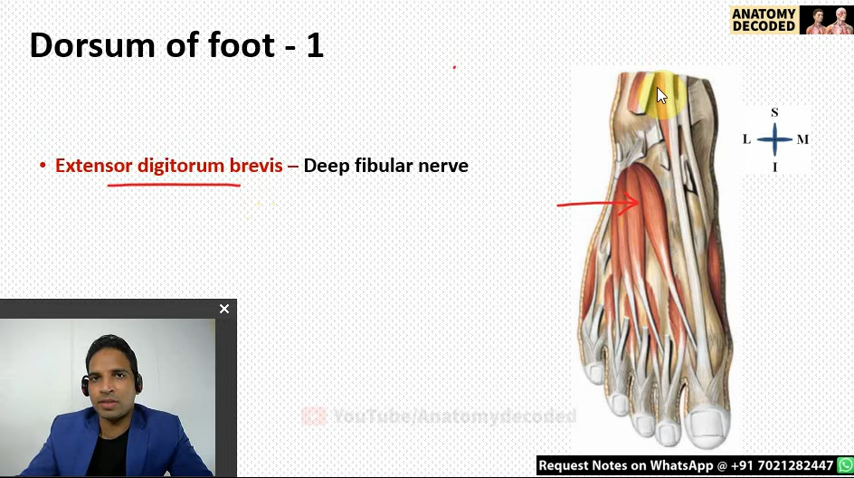 Dorsum of foot - 1
ANATOMY
DECODED
S
L M
I
• Extensor digitorum brevis – Deep fibular nerve
YouTube/Anatomydecoded
Request Notes on WhatsApp @ +91 7021282447